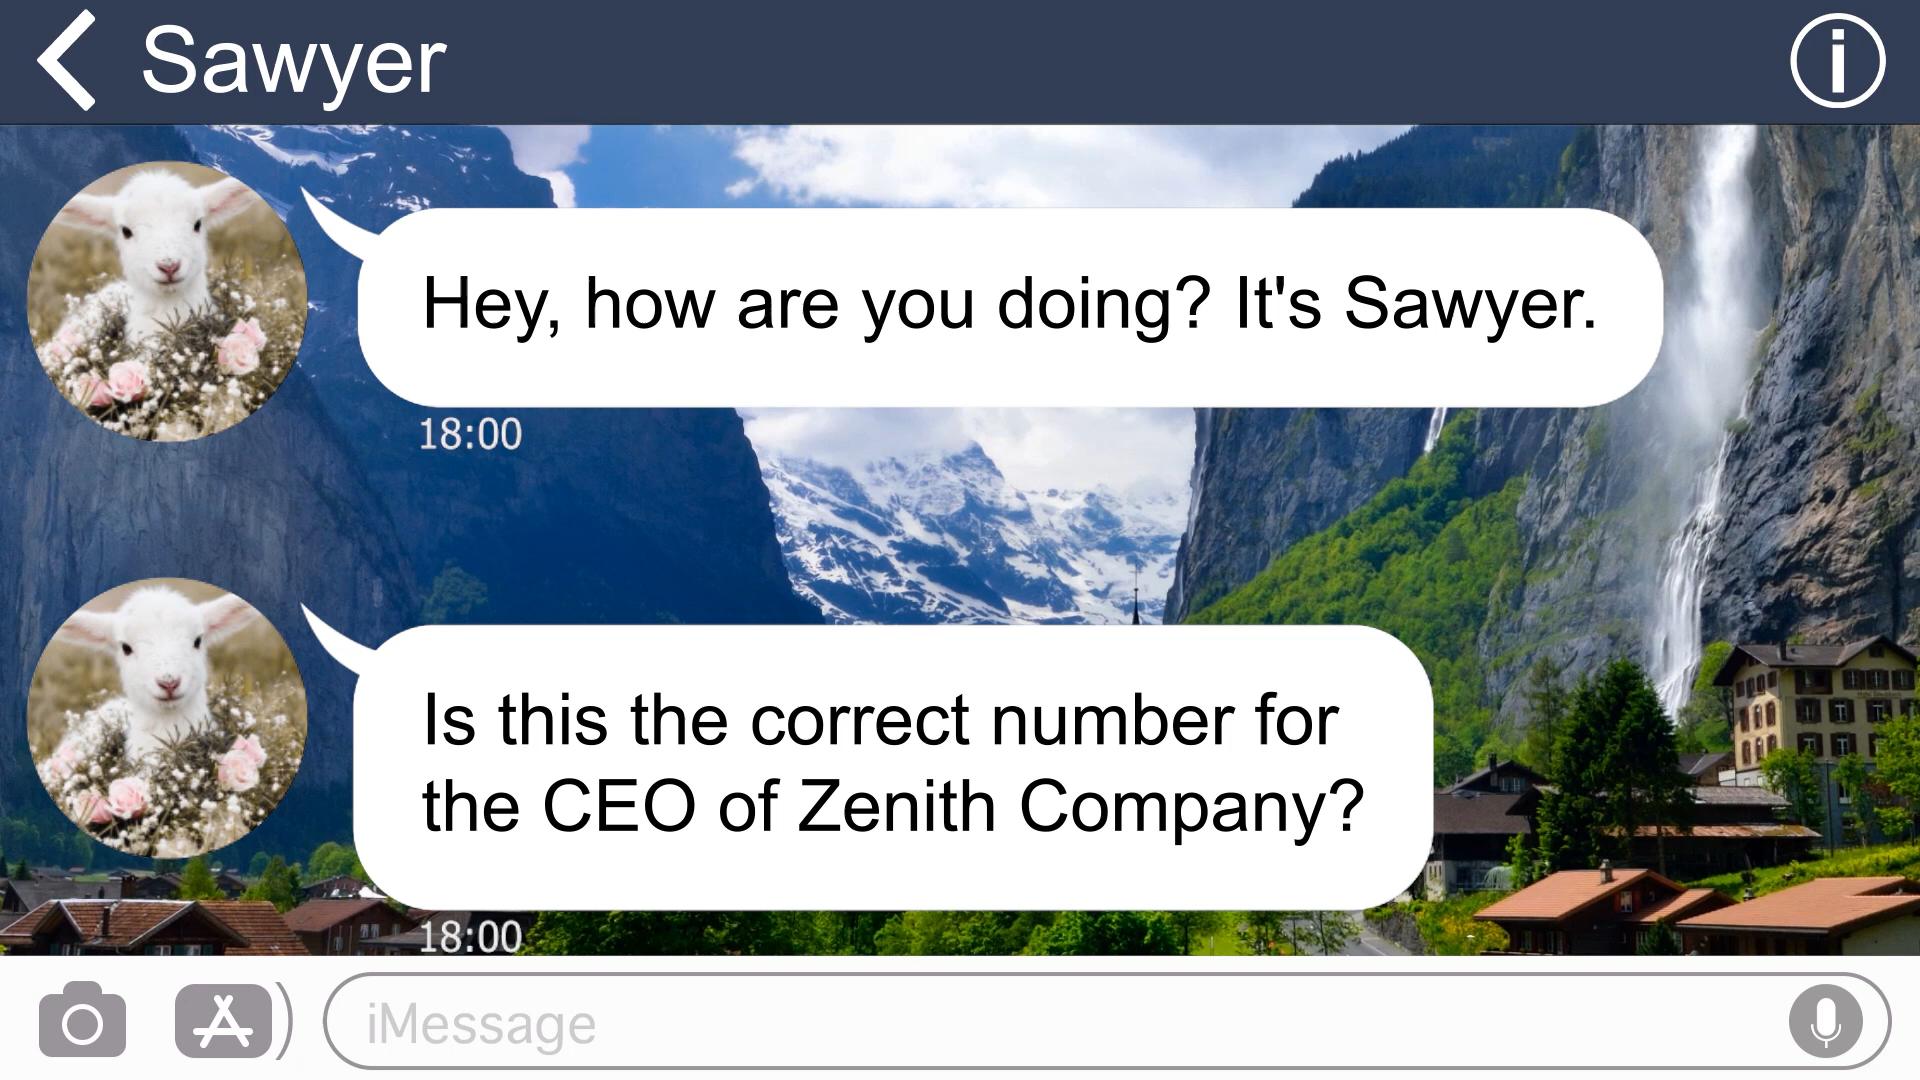 Sawyer
Hey, how are you doing? It's Sawyer.
18:00
Is this the correct number for
the CEO of Zenith Company?
18:00
iMessage